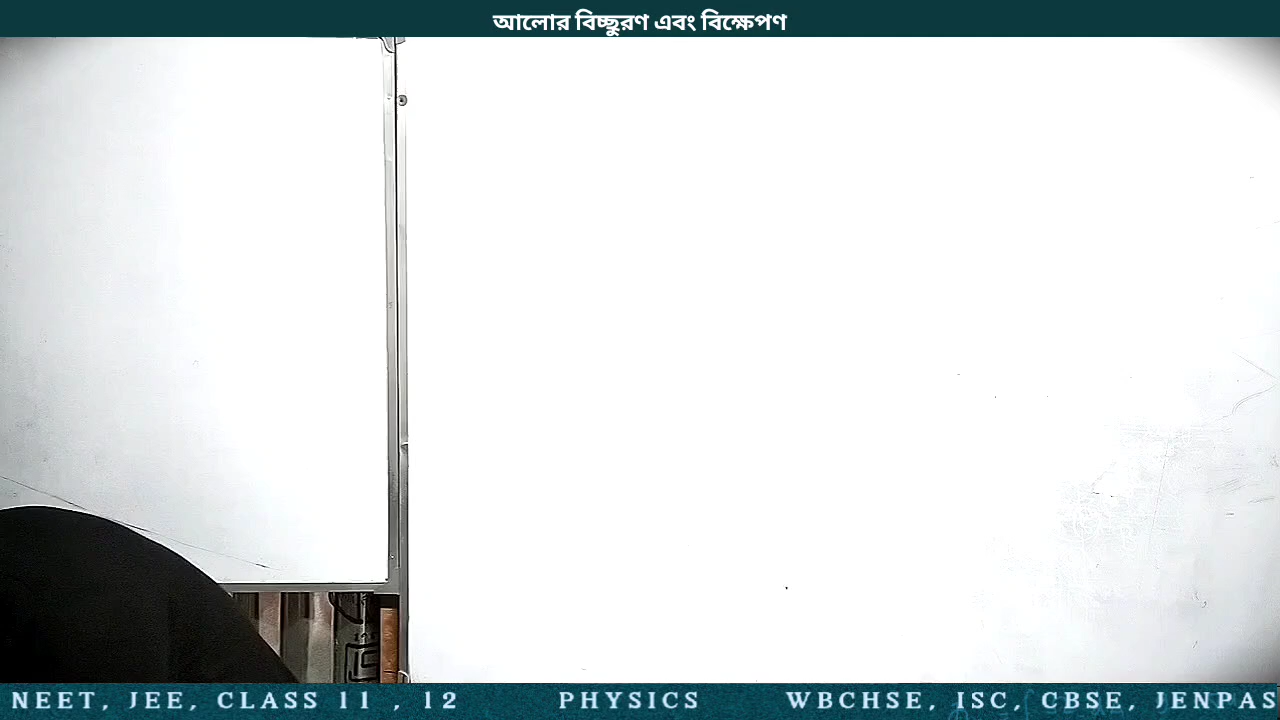 আলোর বিচ্ছুরণ এবং বিক্ষেপণ
NEET, JEE, CLASS 11 , 12 PHYSICS WBCHSE, ISC, CBSE, JENPAS